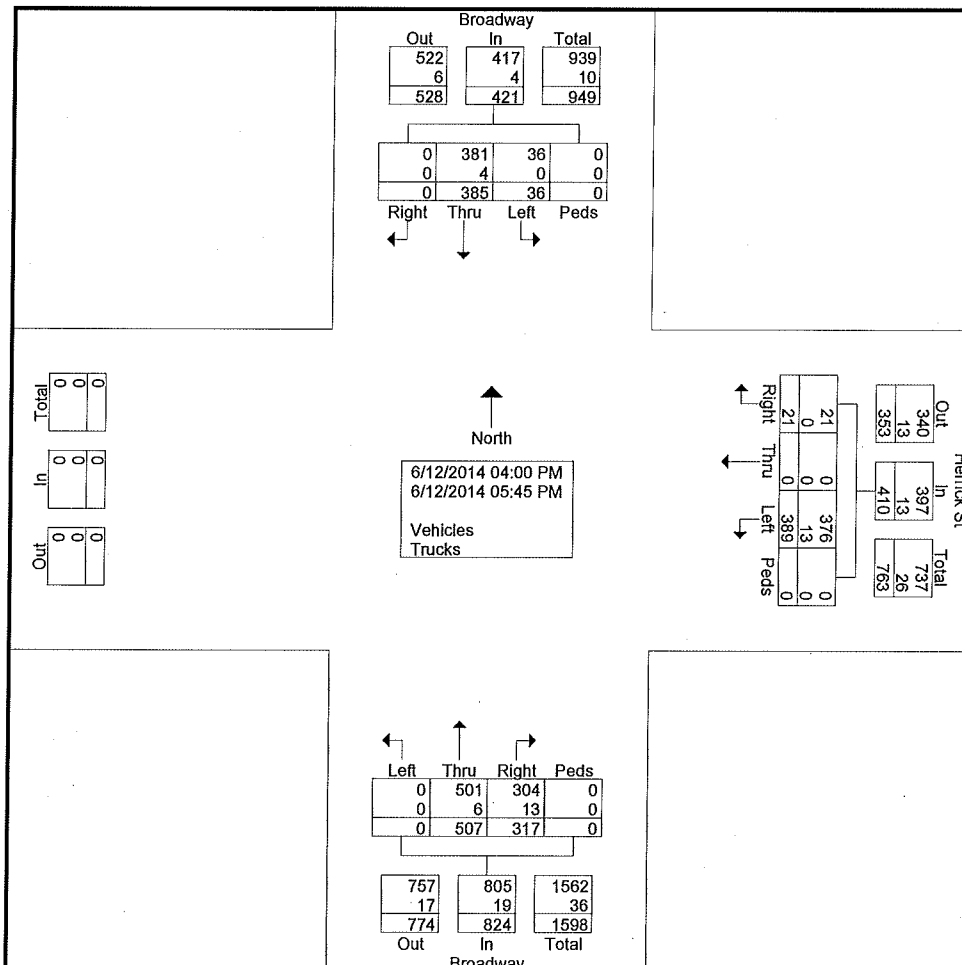 Broadway
Out In Total
522 417 939
6 4 10
528 421 949
0 381 36 0
0 4 0 0
0 385 36 0
Right Thru Left Peds
Total
0 0 0
In
0 0 0
Out
0 0 0
North
6/12/2014 04:00 PM
6/12/2014 05:45 PM
Vehicles
Trucks
Herrick St
Out In Total
340 397 737
13 13 26
353 410 763
21 0 376 0
0 0 13 0
21 0 389 0
Right Thru Left Peds
Left Thru Right Peds
0 501 304 0
0 6 13 0
0 507 317 0
757 805 1562
17 19 36
774 824 1598
Out In Total
Broadway